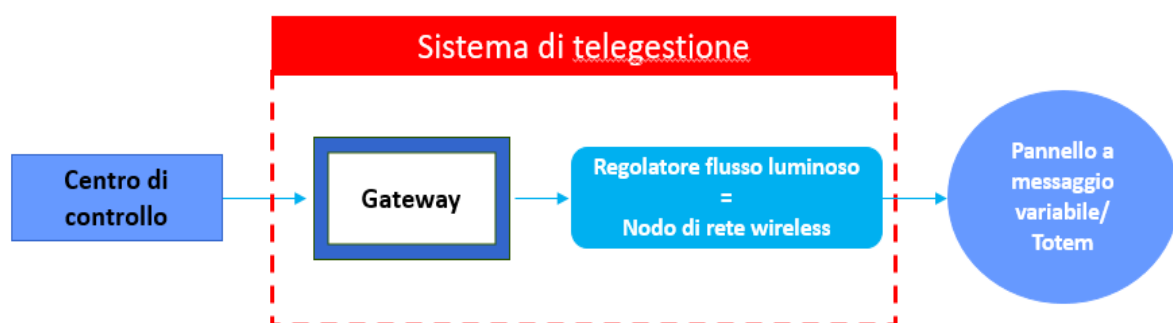 Sistema di telegestione
Centro di
controllo
Gateway
Regolatore flusso luminoso
=
Nodo di rete wireless
Pannello a
messaggio
variabile/
Totem